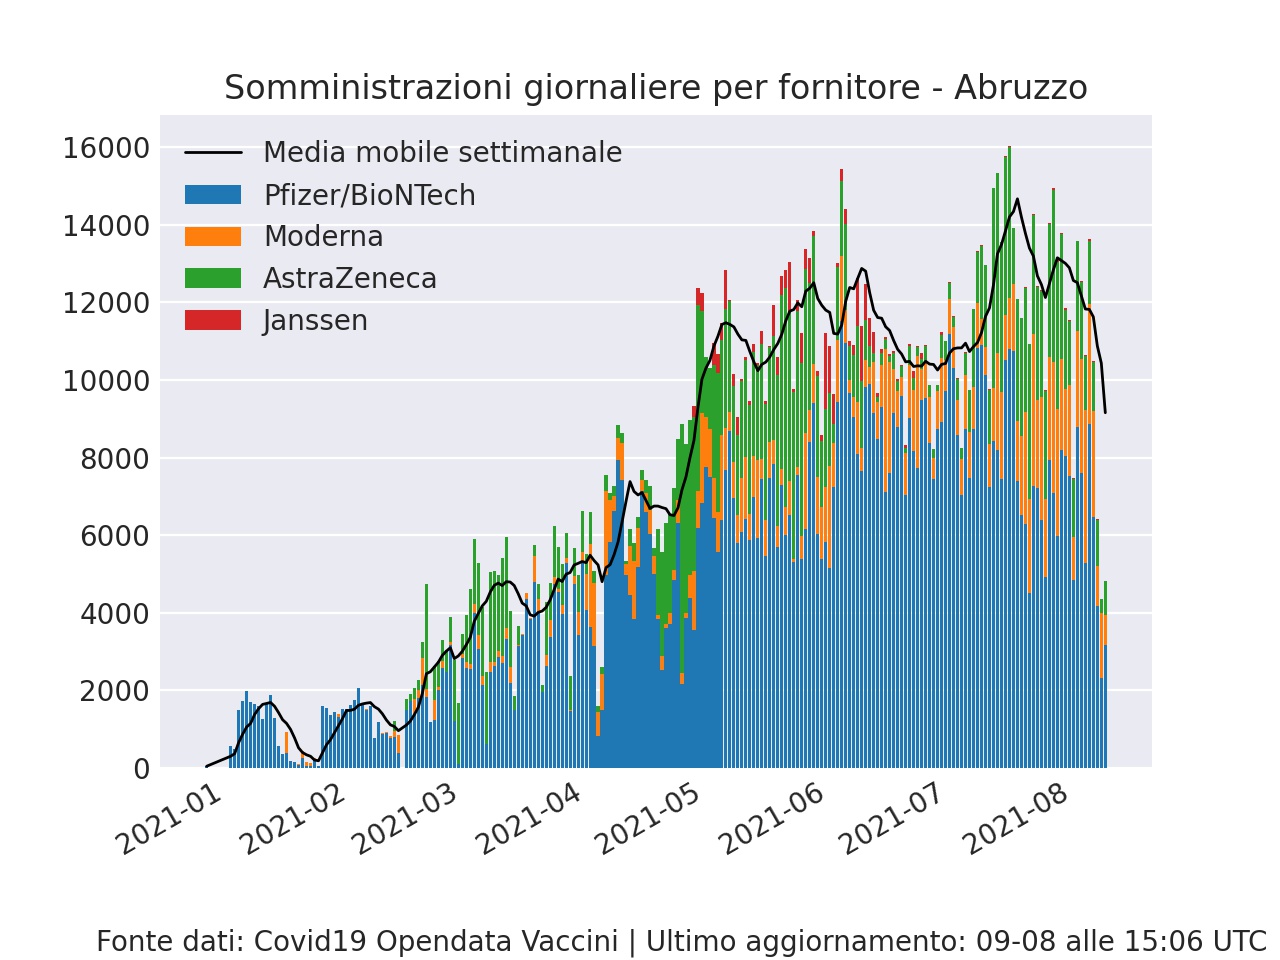 Somministrazioni giornaliere per fornitore - Abruzzo
16000
14000
12000
10000
8000
6000
4000
2000
0
Media mobile settimanale
Pfizer/BioNTech
Moderna
AstraZeneca
Janssen
2021-01
2021-02
2021-03
2021-04
2021-05
2021-06
2021-07
2021-08
Fonte dati: Covid19 Opendata Vaccini | Ultimo aggiornamento: 09-08 alle 15:06 UTC